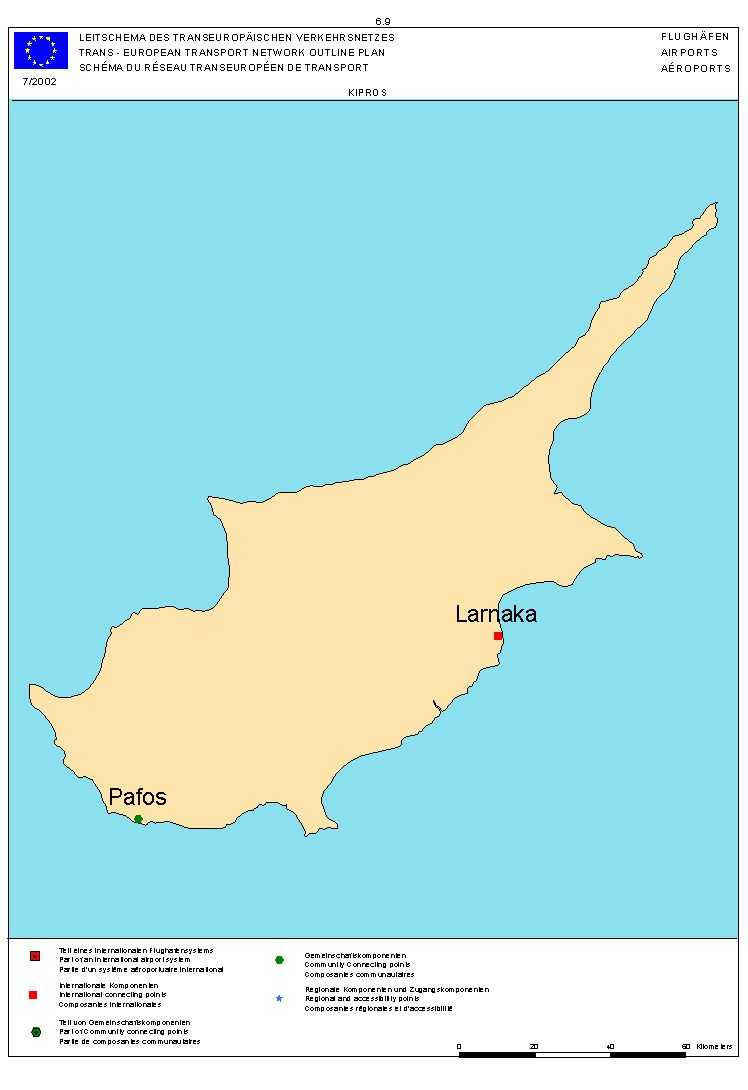 6.9
LEITSCHEMA DES TRANSEUROPÄISCHEN VERKEHRSNETZES
TRANS - EUROPEAN TRANSPORT NETWORK OUTLINE PLAN
SCHÉMA DU RÉSEAU TRANSEUROPÉEN DE TRANSPORT
FLUGHÄFEN
AIRPORTS
AÉROPORTS
7/2002
KIPROS
Larnaka
Pafos
Teil eines internationalen Flughafensystems
Part of an international airport system
Partie d'un système aéroportuaire international
Internationale Komponenten
International connecting points
Composantes internationales
Teil von Gemeinschaftskomponenten
Part of Community connecting points
Partie de composantes communautaires
Gemeinschaftskomponenten
Community Connecting points
Composantes communautaires
Regionale Komponenten und Zugangskomponenten
Regional and accessibility points
Composantes régionales et d'accessibilité
0 20 40 60 Kilometers